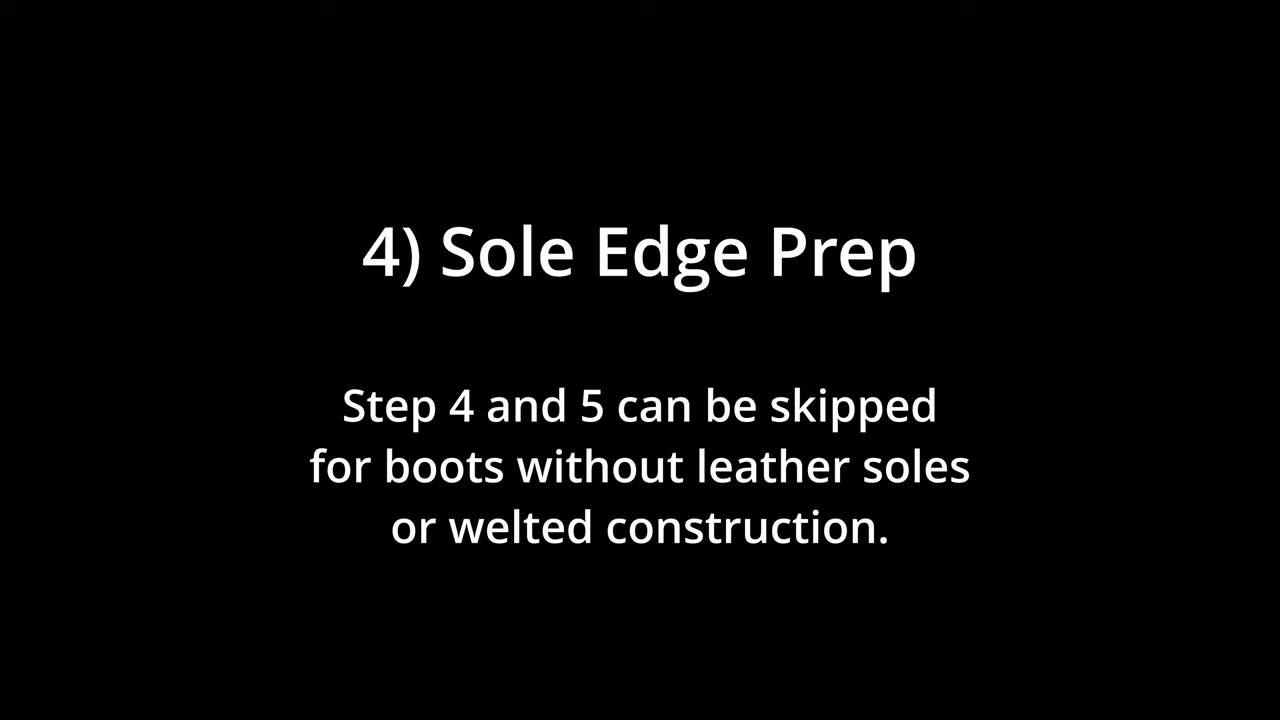 4) Sole Edge Prep
Step 4 and 5 can be skipped
for boots without leather soles
or welted construction.